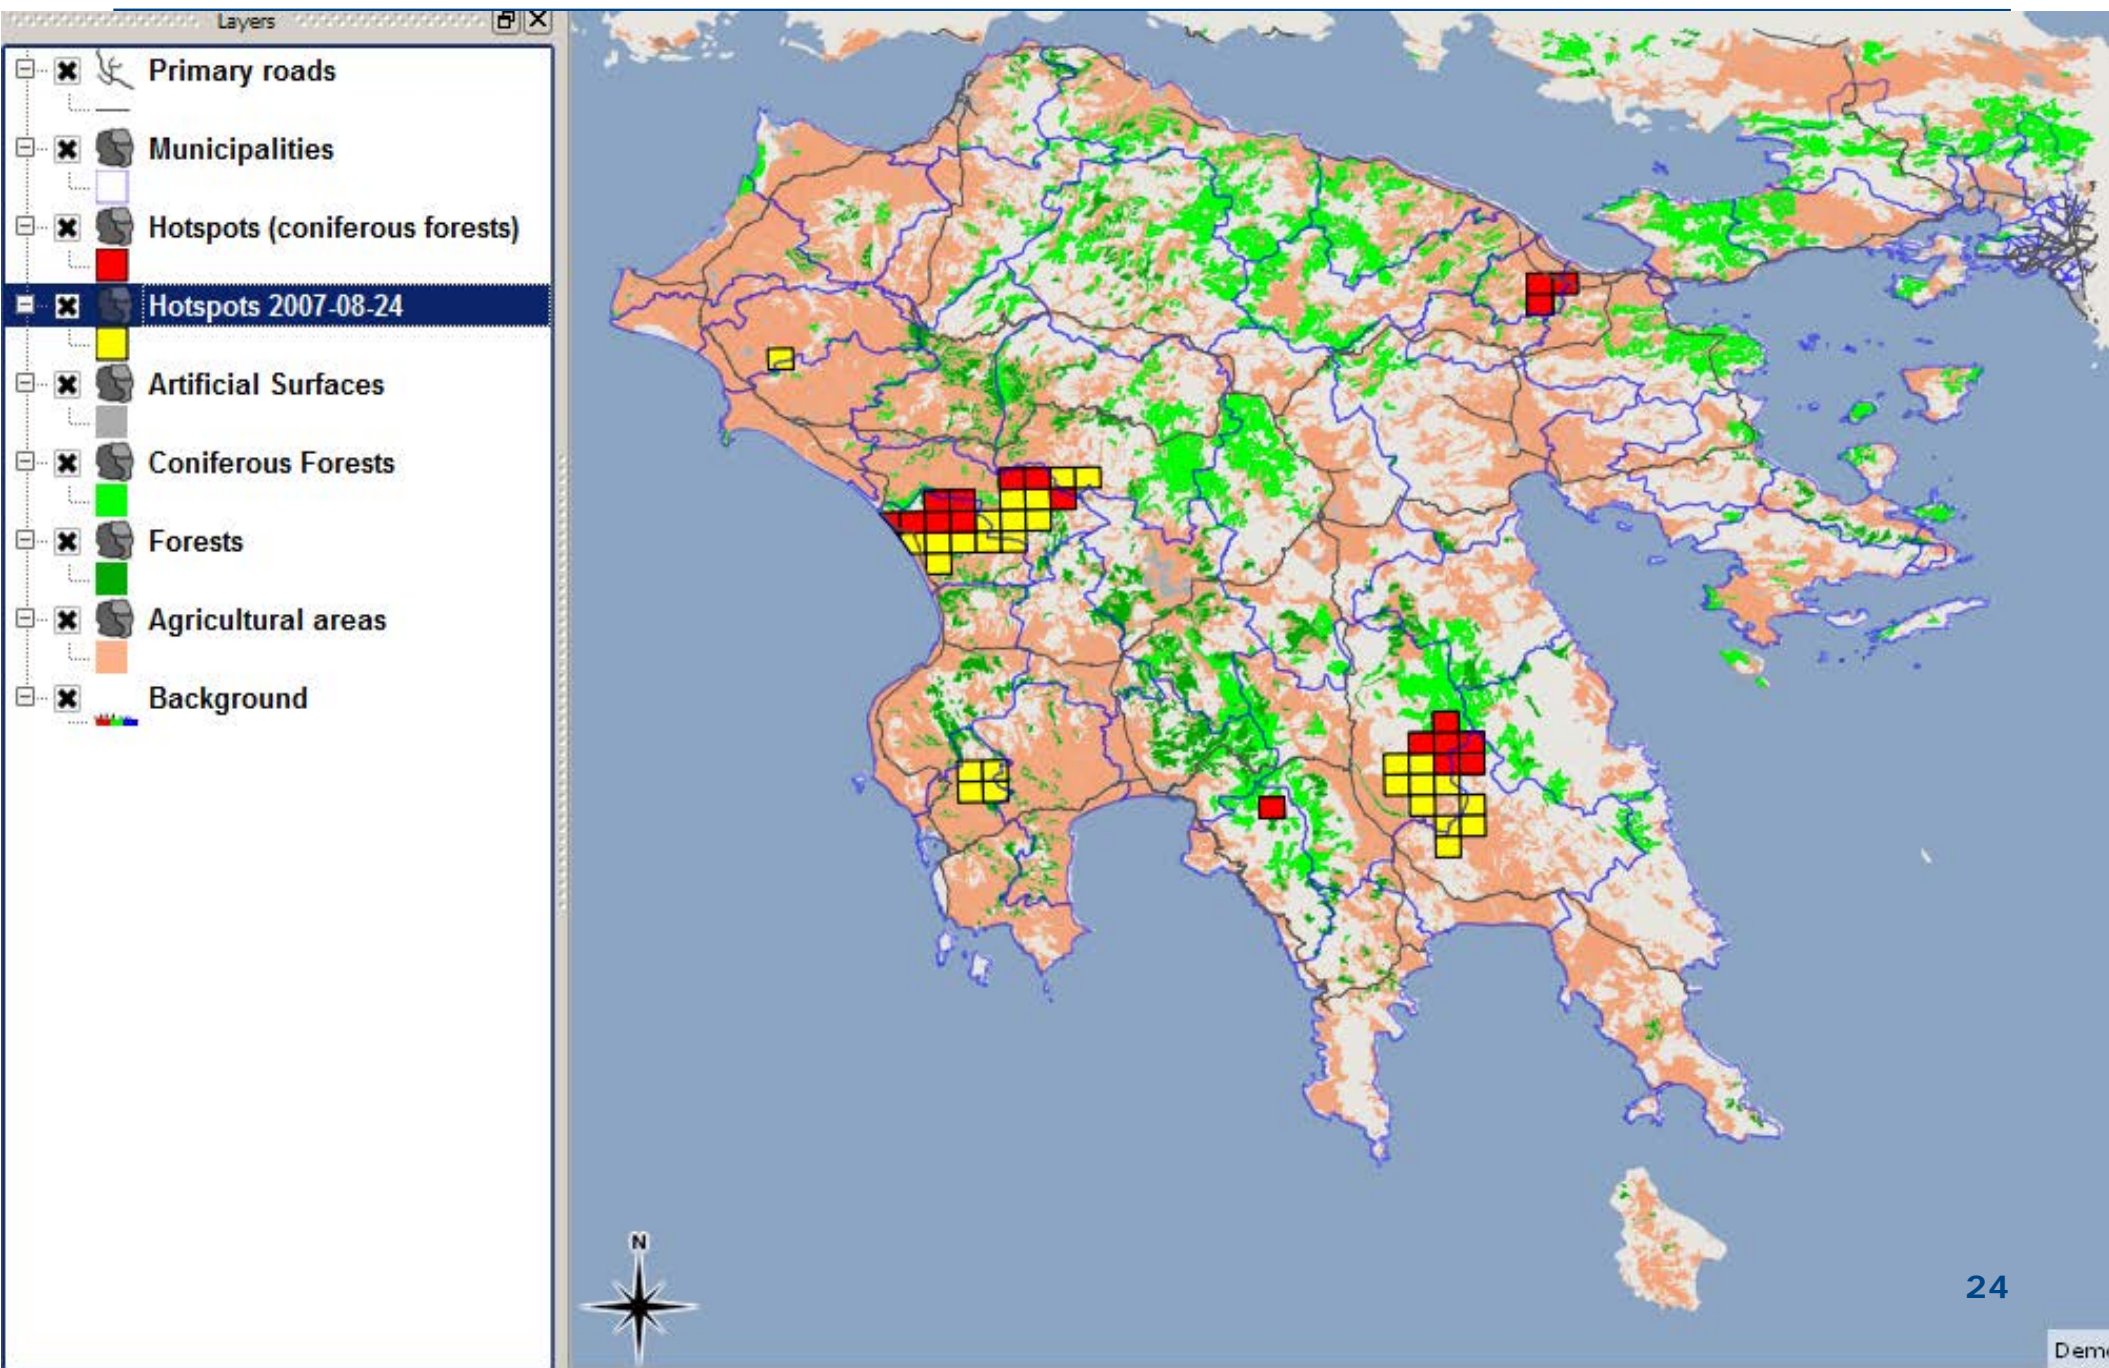 Layers
Primary roads
Municipalities
Hotspots (coniferous forests)
Hotspots 2007-08-24
Artificial Surfaces
Coniferous Forests
Forests
Agricultural areas
Background
N
24
Dem